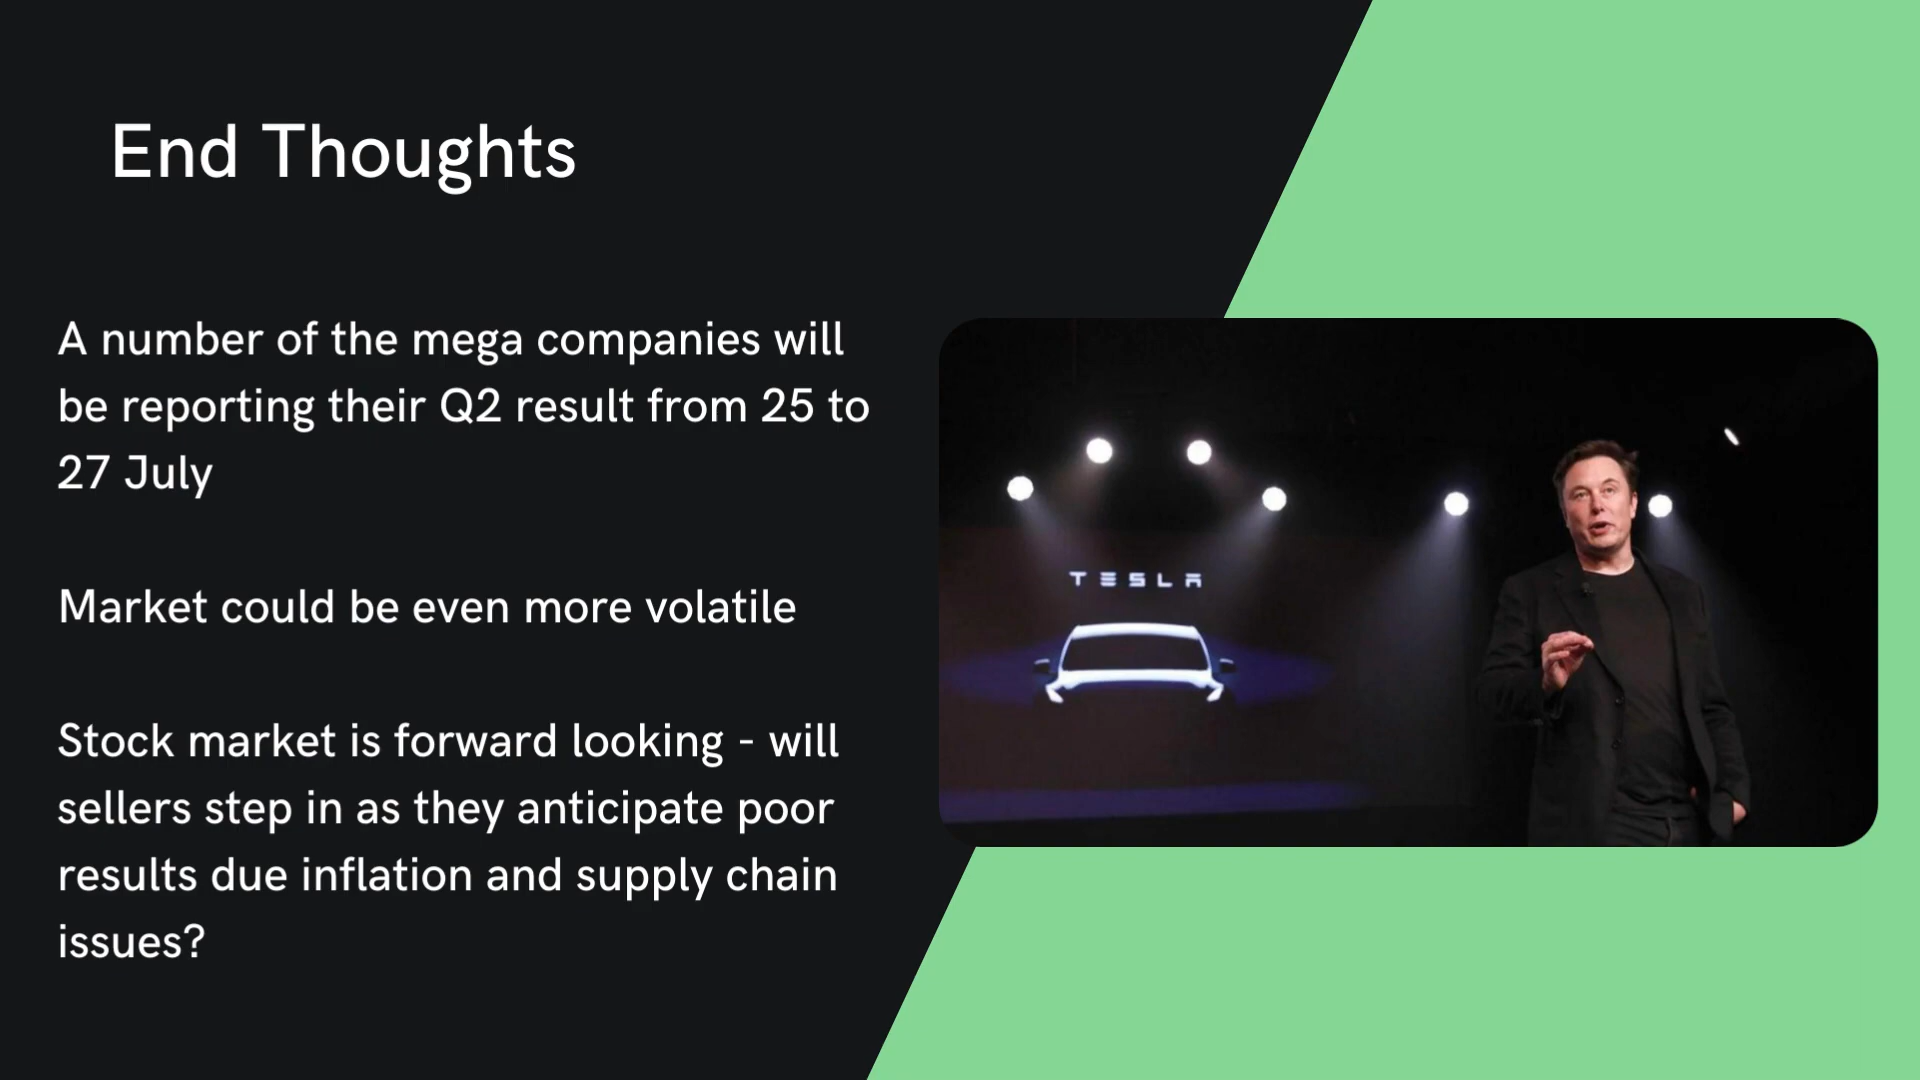 End Thoughts
A number of the mega companies will
be reporting their Q2 result from 25 to
27 July
Market could be even more volatile
Stock market is forward looking - will
sellers step in as they anticipate poor
results due inflation and supply chain
issues?
TESLA